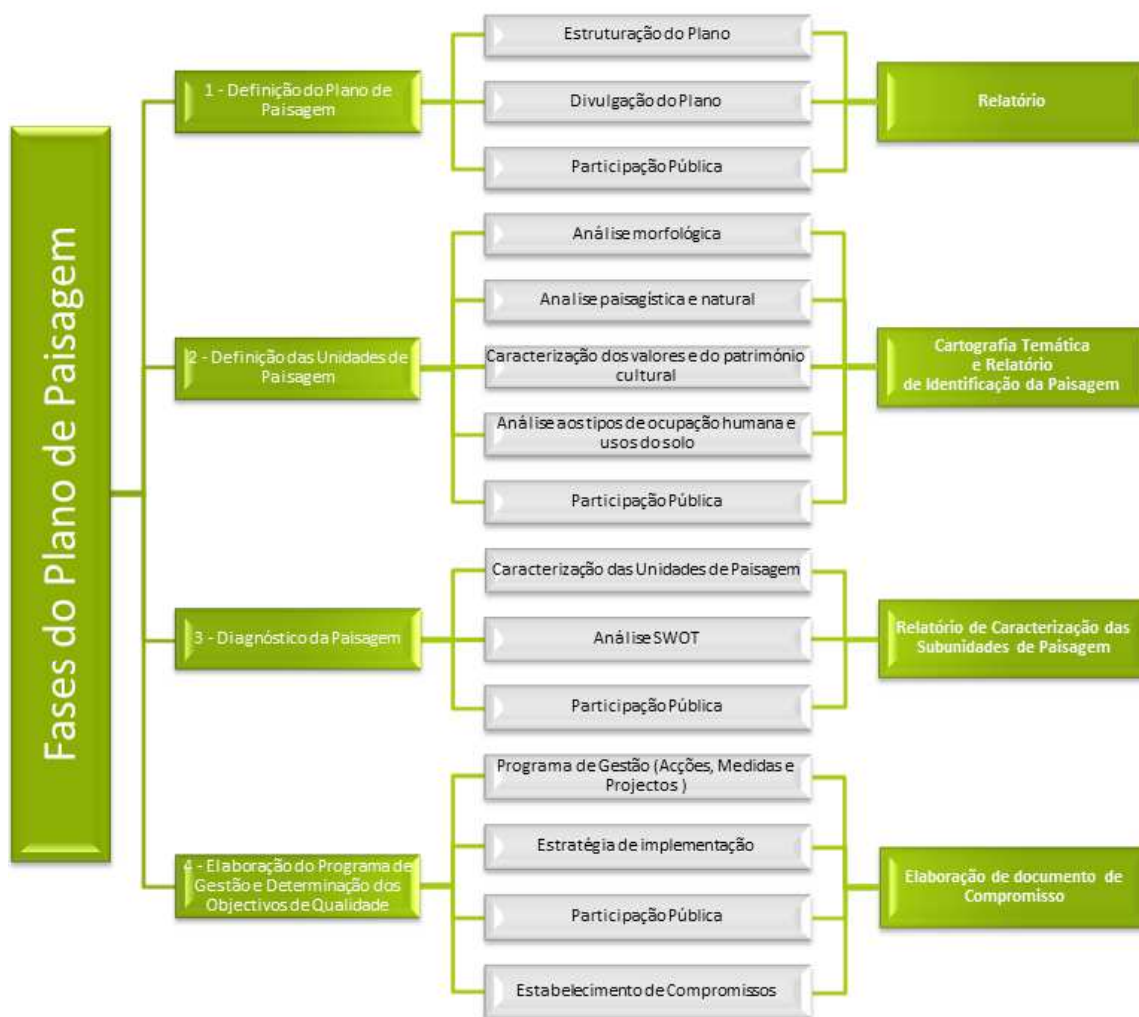 Fases do Plano de Paisagem
1 - Definição do Plano de
Paisagem
Estruturação do Plano
Divulgação do Plano
Participação Pública
Relatório
2 - Definição das Unidades de
Paisagem
Análise morfológica
Analise paisagística e natural
Caracterização dos valores e do património
cultural
Análise aos tipos de ocupação humana e
usos do solo
Participação Pública
Cartografia Temática
e Relatório
de Identificação da Paisagem
3 - Diagnóstico da Paisagem
Caracterização das Unidades de Paisagem
Análise SWOT
Participação Pública
Relatório de Caracterização das
Subunidades de Paisagem
4 - Elaboração do Programa de
Gestão e Determinação dos
Objectivos de Qualidade
Programa de Gestão (Acções, Medidas e
Projectos )
Estratégia de implementação
Participação Pública
Estabelecimento de Compromissos
Elaboração de documento de
Compromisso